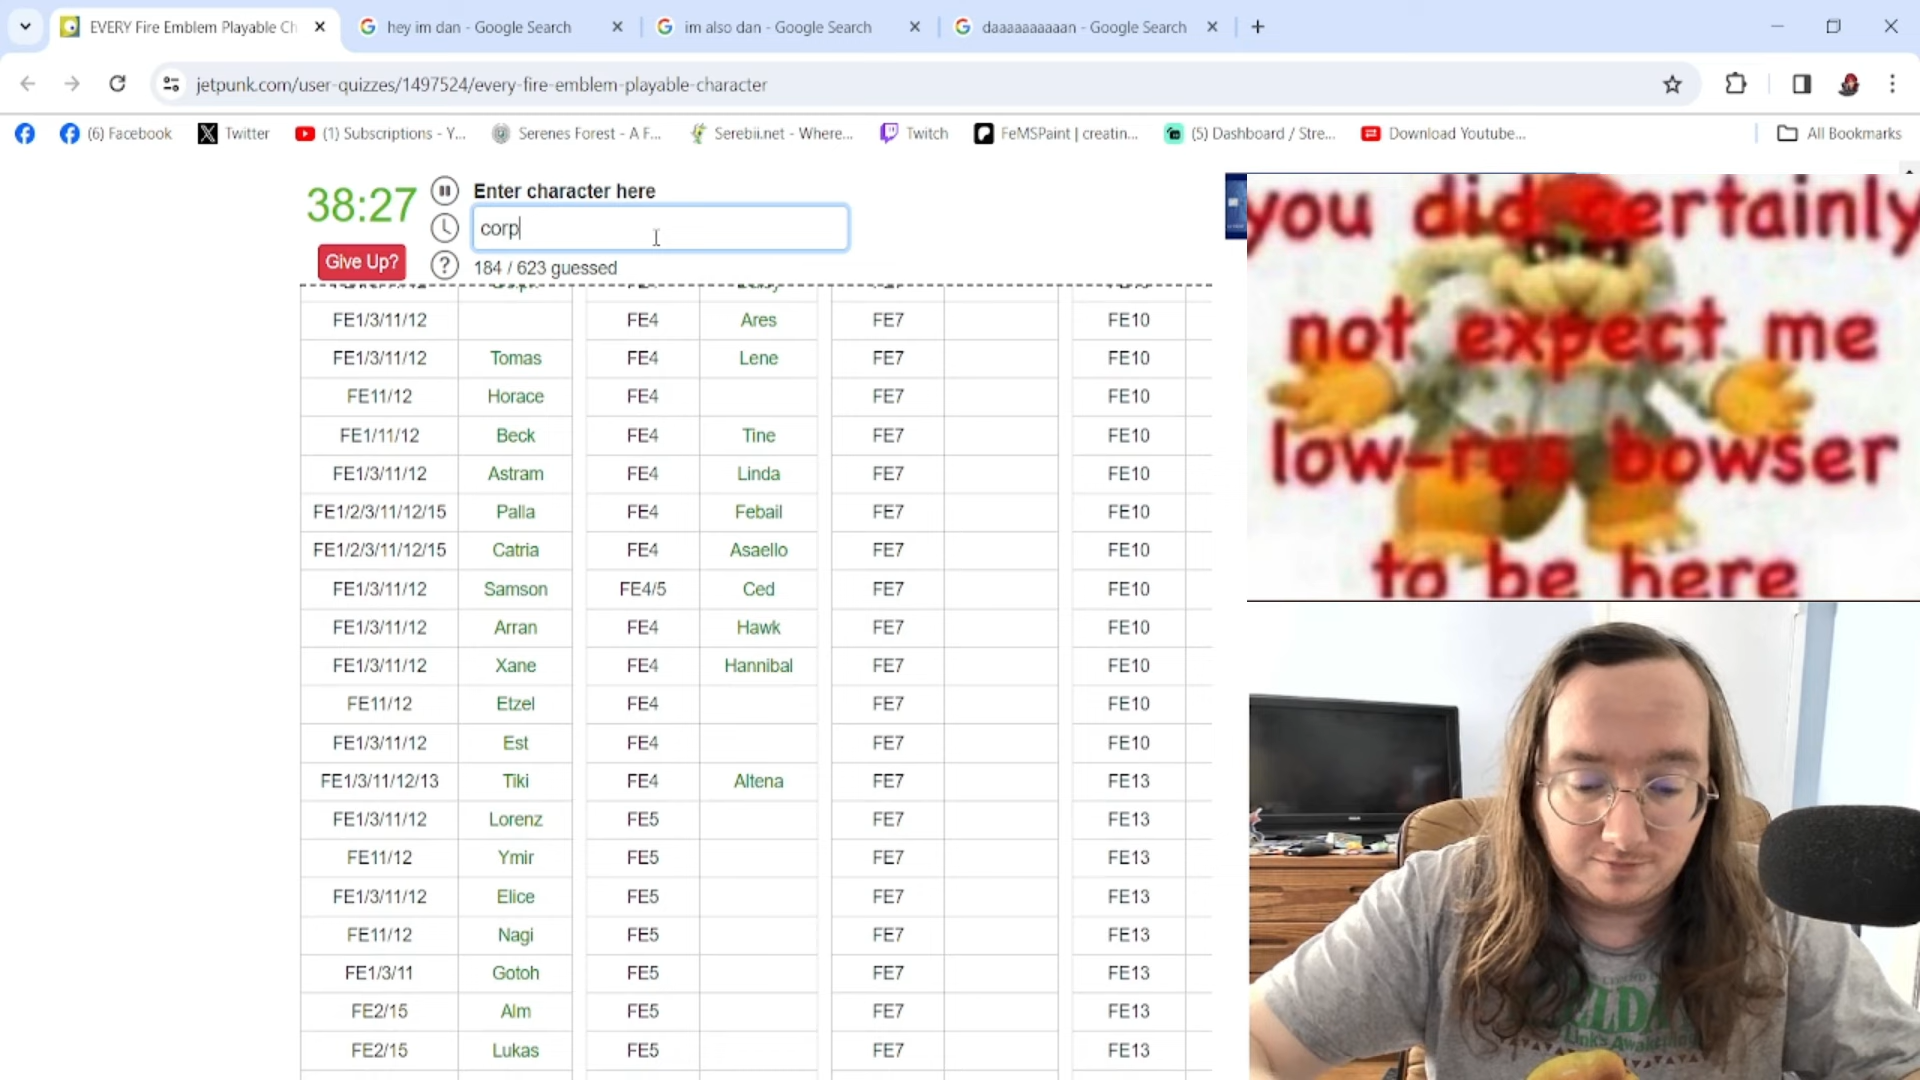 EVERY Fire Emblem Playable Ch
hey im dan - Google Search
im also dan - Google Search
daaaaaaaaaan - Google Search
jetpunk.com/user-quizzes/1497524/every-fire-emblem-playable-character
(6) Facebook
Twitter
(1) Subscriptions - Y...
Serenes Forest - A F...
Serebii.net - Where...
Twitch
FeMSPaint | creatin...
(5) Dashboard / Stre...
Download Youtube...
All Bookmarks
38:27
Enter character here
corp
Give Up?
184 / 623 guessed
FE1/3/11/12 FE4 Ares FE7 FE10
FE1/3/11/12 Tomas FE4 Lene FE7 FE10
FE11/12 Horace FE4 FE7 FE10
FE1/11/12 Beck FE4 Tine FE7 FE10
FE1/3/11/12 Astram FE4 Linda FE7 FE10
FE1/2/3/11/12/15 Palla FE4 Febail FE7 FE10
FE1/2/3/11/12/15 Catria FE4 Asaello FE7 FE10
FE1/3/11/12 Samson FE4/5 Ced FE7 FE10
FE1/3/11/12 Arran FE4 Hawk FE7 FE10
FE1/3/11/12 Xane FE4 Hannibal FE7 FE10
FE11/12 Etzel FE4 FE7 FE10
FE1/3/11/12 Est FE4 FE7 FE10
FE1/3/11/12/13 Tiki FE4 Altena FE7 FE13
FE1/3/11/12 Lorenz FE5 FE7 FE13
FE11/12 Ymir FE5 FE7 FE13
FE1/3/11/12 Elice FE5 FE7 FE13
FE11/12 Nagi FE5 FE7 FE13
FE1/3/11 Gotoh FE5 FE7 FE13
FE2/15 Alm FE5 FE7 FE13
FE2/15 Lukas FE5 FE7 FE13
you did certainly
not expect me
low-res bowser
to be here
Link's Awakening